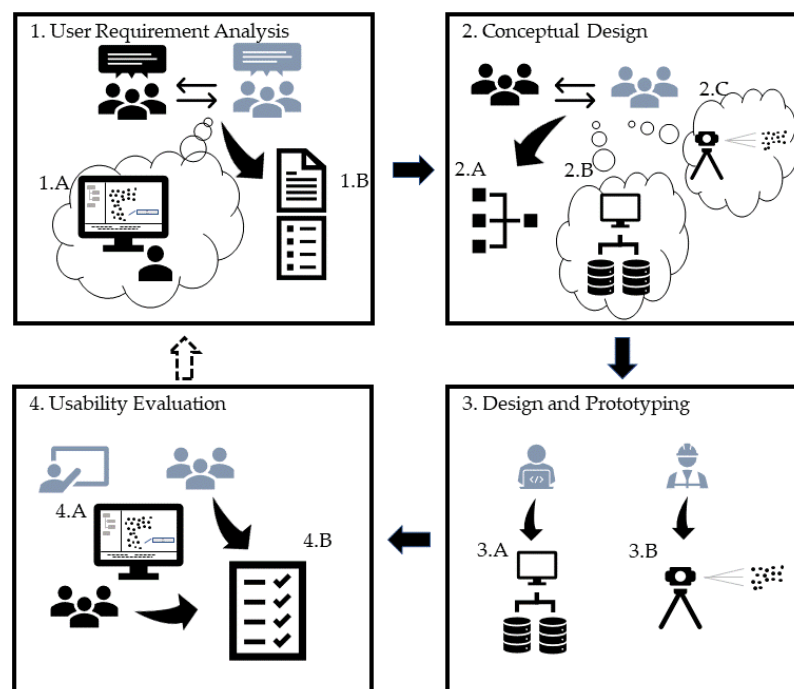 1. User Requirement Analysis
1.A
1.B
2. Conceptual Design
2.C
2.A
2.B
4. Usability Evaluation
4.A
4.B
3. Design and Prototyping
</>
3.A
3.B